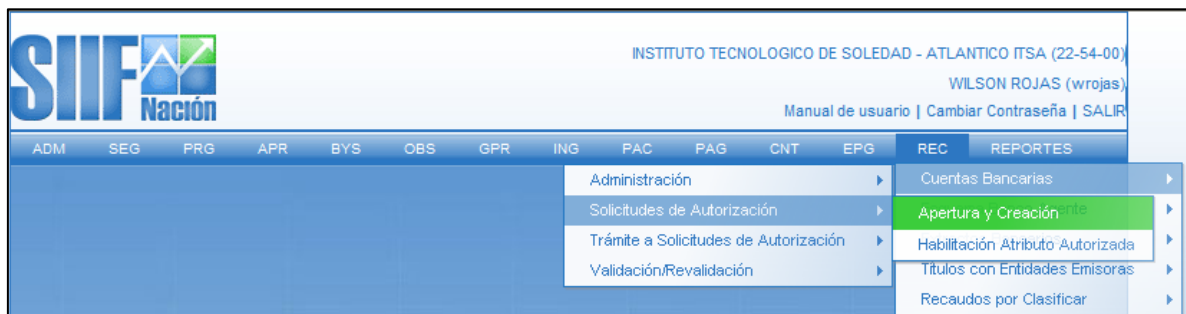 SIIF
Nación
INSTITUTO TECNOLOGICO DE SOLEDAD - ATLANTICO ITSA (22-54-00)
WILSON ROJAS (wrojas)
Manual de usuario | Cambiar Contraseña | SALIR
ADM SEG PRG APR BYS OBS GPR ING PAC PAG CNT EPG REC REPORTES
Administración Cuentas Bancarias
Solicitudes de Autorización Apertura y Creación
Trámite a Solicitudes de Autorización Habilitación Atributo Autorizada
Validación/Revalidación Títulos con Entidades Emisoras
Recaudos por Clasificar